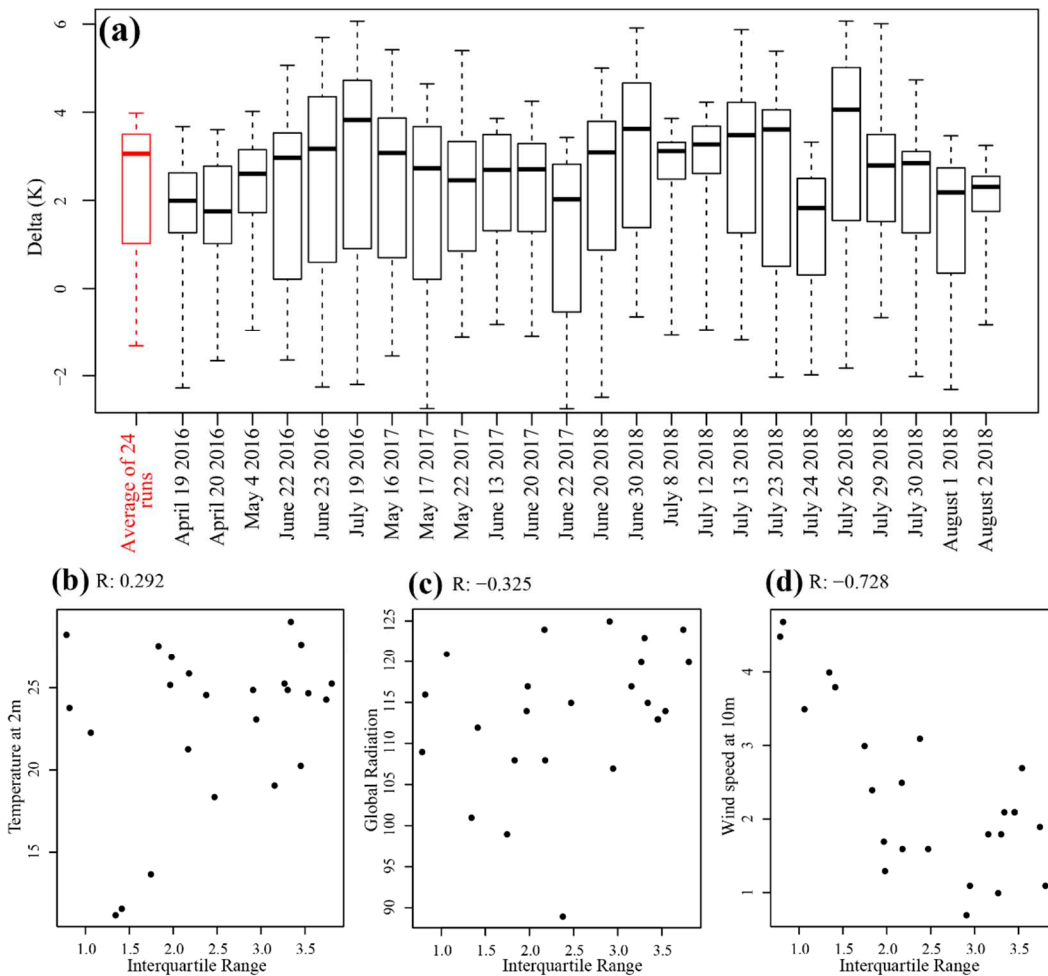 (a)
6
4
2
0
−2
Delta (K)
Average of 24
runs
April 19 2016
April 20 2016
May 4 2016
June 22 2016
June 23 2016
July 19 2016
May 16 2017
May 17 2017
May 22 2017
June 13 2017
June 20 2017
June 22 2017
June 20 2018
June 30 2018
July 8 2018
July 12 2018
July 13 2018
July 23 2018
July 24 2018
July 26 2018
July 29 2018
July 30 2018
August 1 2018
August 2 2018
(b) R: 0.292
25
20
15
Temperature at 2m
1.0 1.5 2.0 2.5 3.0 3.5
Interquartile Range
(c) R: −0.325
125
120
115
110
105
100
95
90
Global Radiation
1.0 1.5 2.0 2.5 3.0 3.5
Interquartile Range
(d) R: −0.728
4
3
2
1
Wind speed at 10m
1.0 1.5 2.0 2.5 3.0 3.5
Interquartile Range